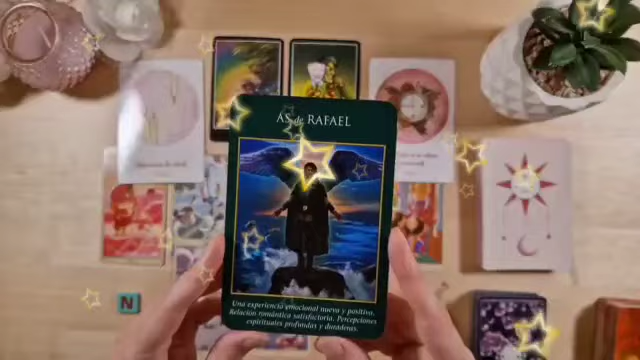 AS de RAFAEL
Una experiencia emocional nueva y positiva.
Relación romántica satisfactoria. Percepciones
espirituales profundas y duraderas.
N